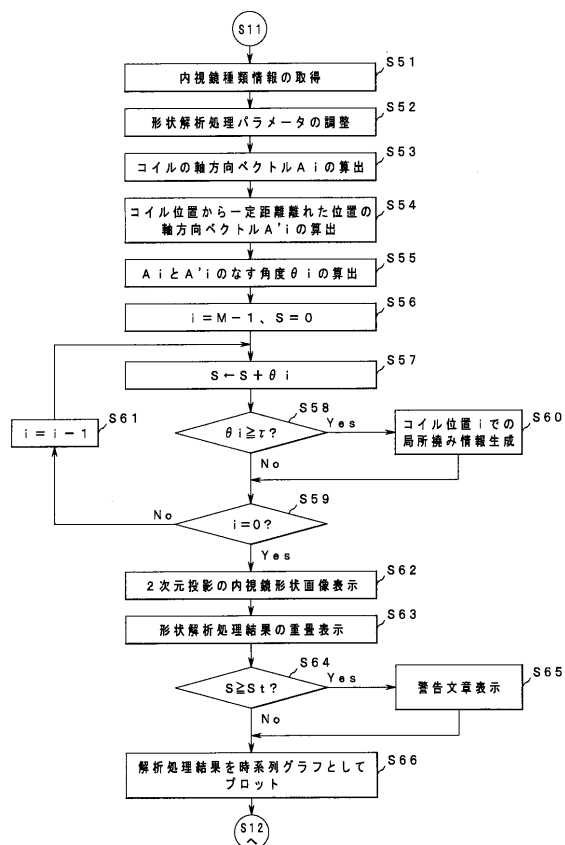 S11
S51
内視鏡種類情報の取得
S52
形状解析処理パラメータの調整
S53
コイルの軸方向ベクトルAiの算出
S54
コイル位置から一定距離離れた位置の
軸方向ベクトルA'iの算出
S55
AiとA'iのなす角度θiの算出
S56
i=M-1、S=0
S57
S←S+θi
S61
i=i-1
S58
θi≧τ?
Yes
S60
コイル位置iでの
局所撓み情報生成
No
S59
No
i=0?
Yes
S62
2次元投影の内視鏡形状画像表示
S63
形状解析処理結果の重畳表示
S64
S≧St?
Yes
S65
警告文章表示
No
S66
解析処理結果を時系列グラフとして
プロット
S12
へ